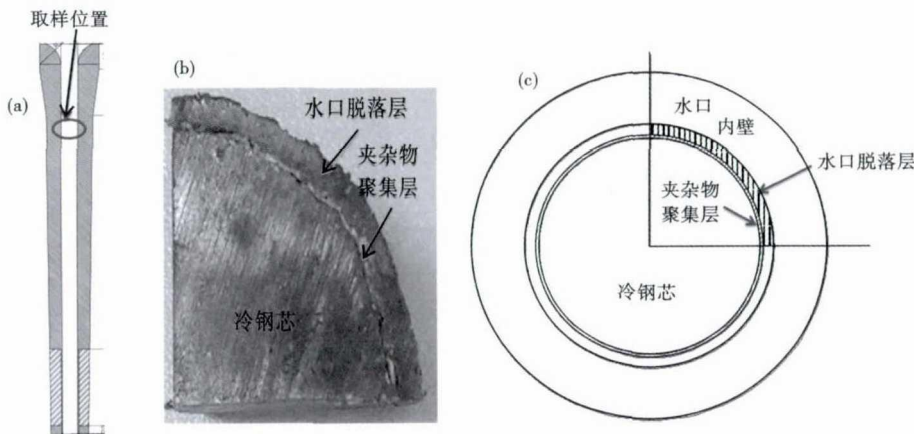 取样位置
(a)
(b)
水口脱落层
夹杂物
聚集层
冷钢芯
(c)
水口
内壁
水口脱落层
夹杂物
聚集层
冷钢芯